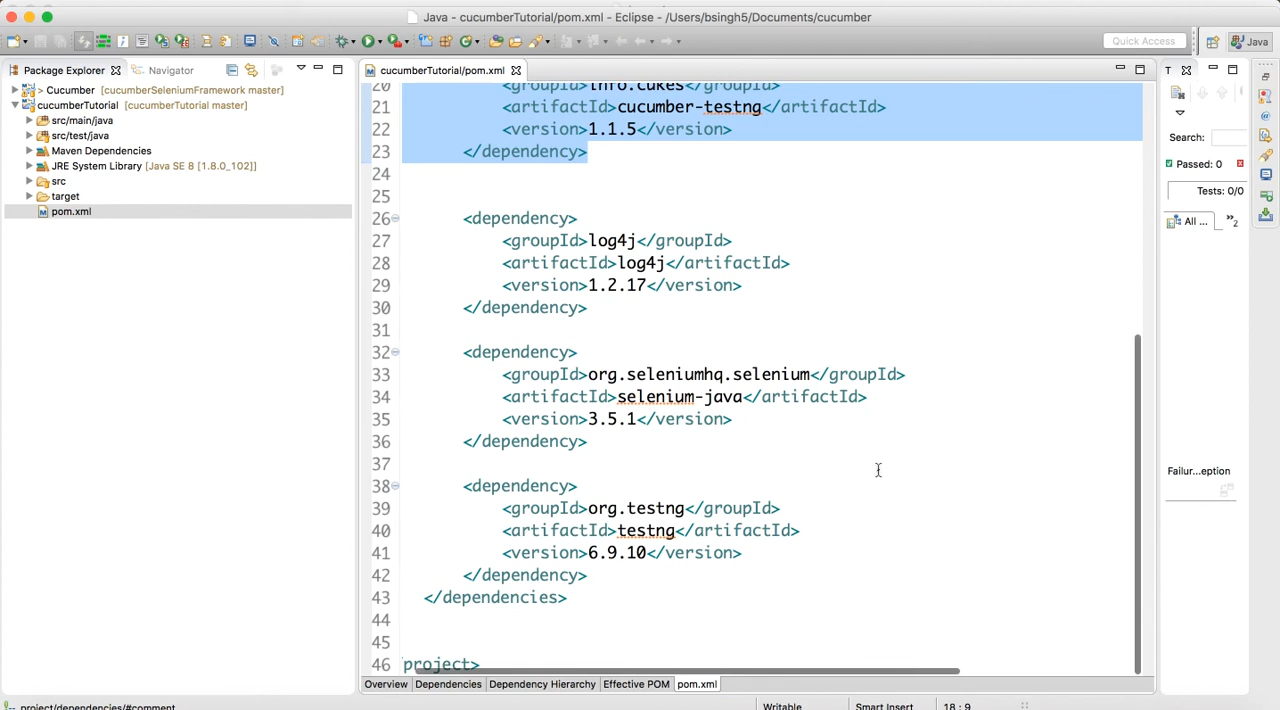 Java - cucumberTutorial/pom.xml - Eclipse - /Users/bsingh5/Documents/cucumber
Quick Access
Java
Package Explorer
Navigator
> Cucumber [cucumberSeleniumFramework master]
cucumberTutorial [cucumberTutorial master]
src/main/java
src/test/java
Maven Dependencies
JRE System Library [Java SE 8 [1.8.0_102]]
src
target
pom.xml
cucumberTutorial/pom.xml
20 <groupId>info.cukes</groupId>
21 <artifactId>cucumber-testng</artifactId>
22 <version>1.1.5</version>
23 </dependency>
24
25
26 <dependency>
27 <groupId>log4j</groupId>
28 <artifactId>log4j</artifactId>
29 <version>1.2.17</version>
30 </dependency>
31
32 <dependency>
33 <groupId>org.seleniumhq.selenium</groupId>
34 <artifactId>selenium-java</artifactId>
35 <version>3.5.1</version>
36 </dependency>
37
38 <dependency>
39 <groupId>org.testng</groupId>
40 <artifactId>testng</artifactId>
41 <version>6.9.10</version>
42 </dependency>
43 </dependencies>
44
45
46 project>
Overview Dependencies Dependency Hierarchy Effective POM pom.xml
T
Search:
Passed: 0
Tests: 0/0
All ... »2
Failur...eption
project/dependencies/#comment
Writable
Smart Insert
18 : 9